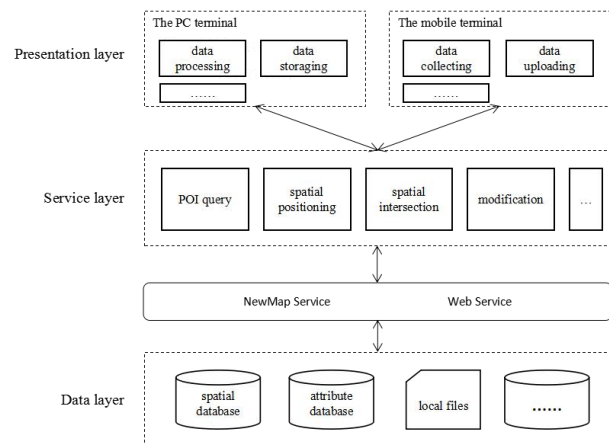 The PC terminal
The mobile terminal
Presentation layer
data
processing
data
storaging
data
collecting
data
uploading
……
……
Service layer
POI query
spatial
positioning
spatial
intersection
modification
…
NewMap Service
Web Service
Data layer
spatial
database
attribute
database
local files
……